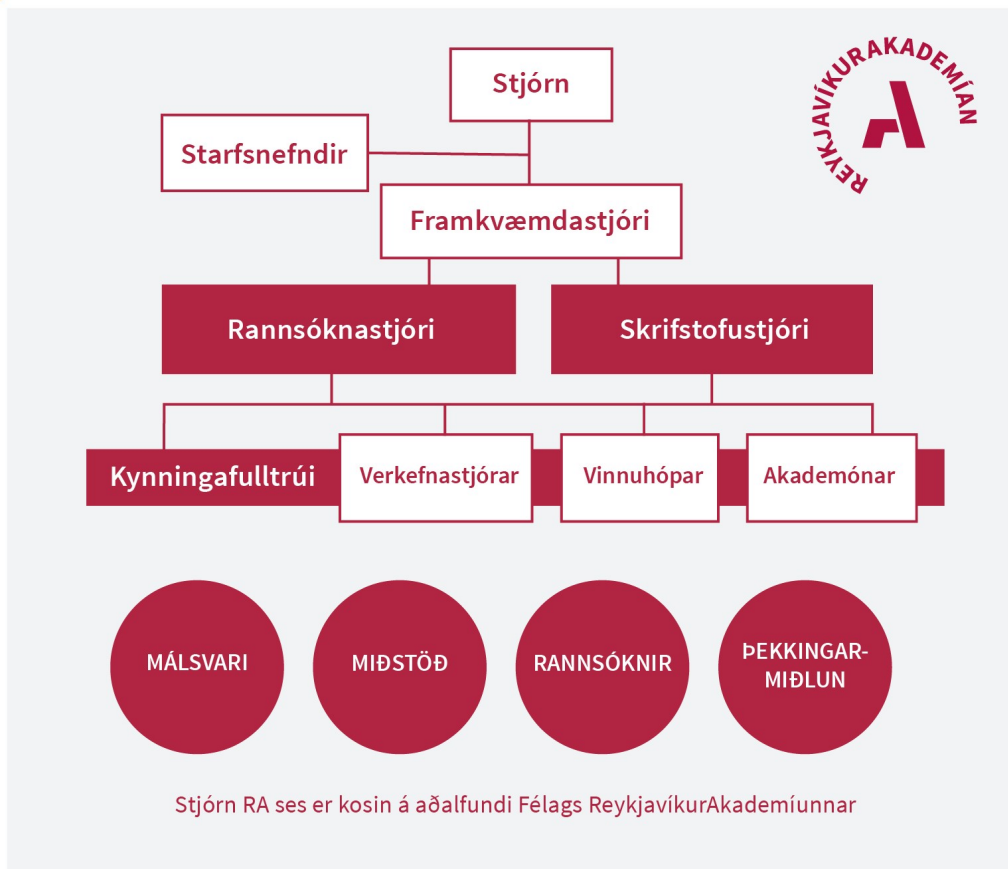 REYKJAVÍKURAKADEMÍAN
Stjórn
Starfsnefndir
Framkvæmdastjóri
Rannsóknastjóri
Skrifstofustjóri
Kynningafulltrúi
Verkefnastjórar
Vinnuhópar
Akademónar
MÁLSVARI
MIÐSTÖÐ
RANNSÓKNIR
ÞEKKINGAR-
MIÐLUN
Stjórn RA ses er kosin á aðalfundi Félags ReykjavíkurAkademíunnar